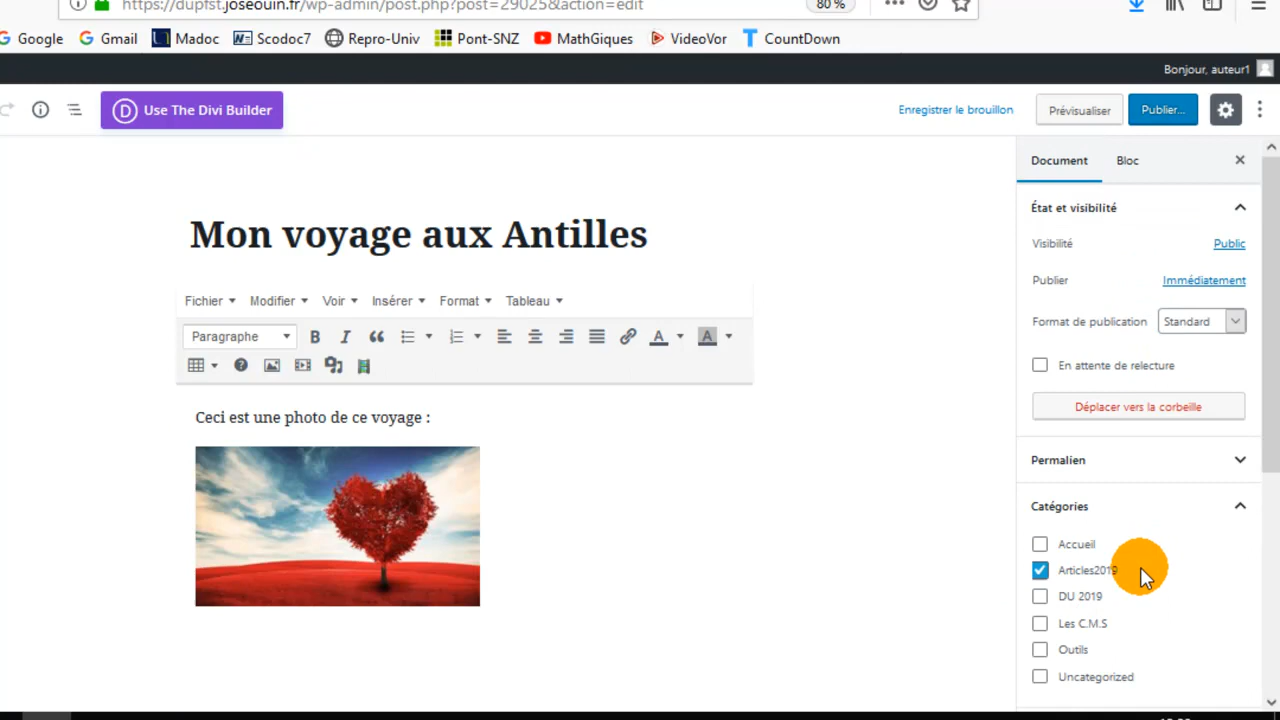 https://dupfst.joseouin.fr/wp-admin/post.php?post=29025&action=edit
80 %
Google Gmail Madoc Scodoc7 Repro-Univ Pont-SNZ MathGiques VideoVor CountDown
Bonjour, auteur1
D Use The Divi Builder
Enregistrer le brouillon
Prévisualiser
Publier...
Document
Bloc
État et visibilité
Visibilité Public
Publier Immédiatement
Format de publication Standard
En attente de relecture
Déplacer vers la corbeille
Permalien
Catégories
Accueil
Articles2019
DU 2019
Les C.M.S
Outils
Uncategorized
Mon voyage aux Antilles
Fichier Modifier Voir Insérer Format Tableau
Paragraphe B I A A
Ceci est une photo de ce voyage :